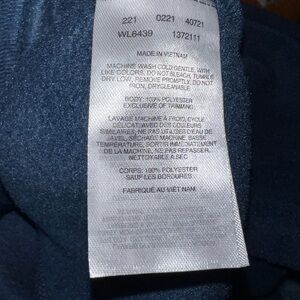 221 0221 40721
WL6439 1372111
MADE IN VIETNAM
MACHINE WASH COLD GENTLE, WITH
LIKE COLORS, DO NOT BLEACH, TUMBLE
DRY LOW, REMOVE PROMPTLY, DO NOT
IRON, DRYCLEANABLE
BODY: 100% POLYESTER
EXCLUSIVE OF TRIMMING
LAVAGE MACHINE À FROID, CYCLE
DÉLICAT, AVEC DES COULEURS
SIMILAIRES, NE PAS UTILISER D'EAU DE
JAVEL, SÉCHAGE MACHINE BASSE
TEMPÉRATURE, SORTIR IMMÉDIATEMENT
DE LA MACHINE, NE PAS REPASSER,
NETTOYABLE A SEC
CORPS: 100% POLYESTER
SAUF LES BORDURES
FABRIQUÉ AU VIÊT NAM